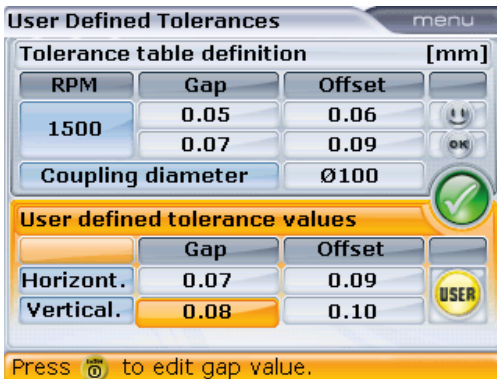 User Defined Tolerances menu
Tolerance table definition [mm]
RPM Gap Offset
1500 0.05 0.06
0.07 0.09 OK
Coupling diameter Ø100
User defined tolerance values
Gap Offset
Horizont. 0.07 0.09 USER
Vertical. 0.08 0.10
Press 0 to edit gap value.